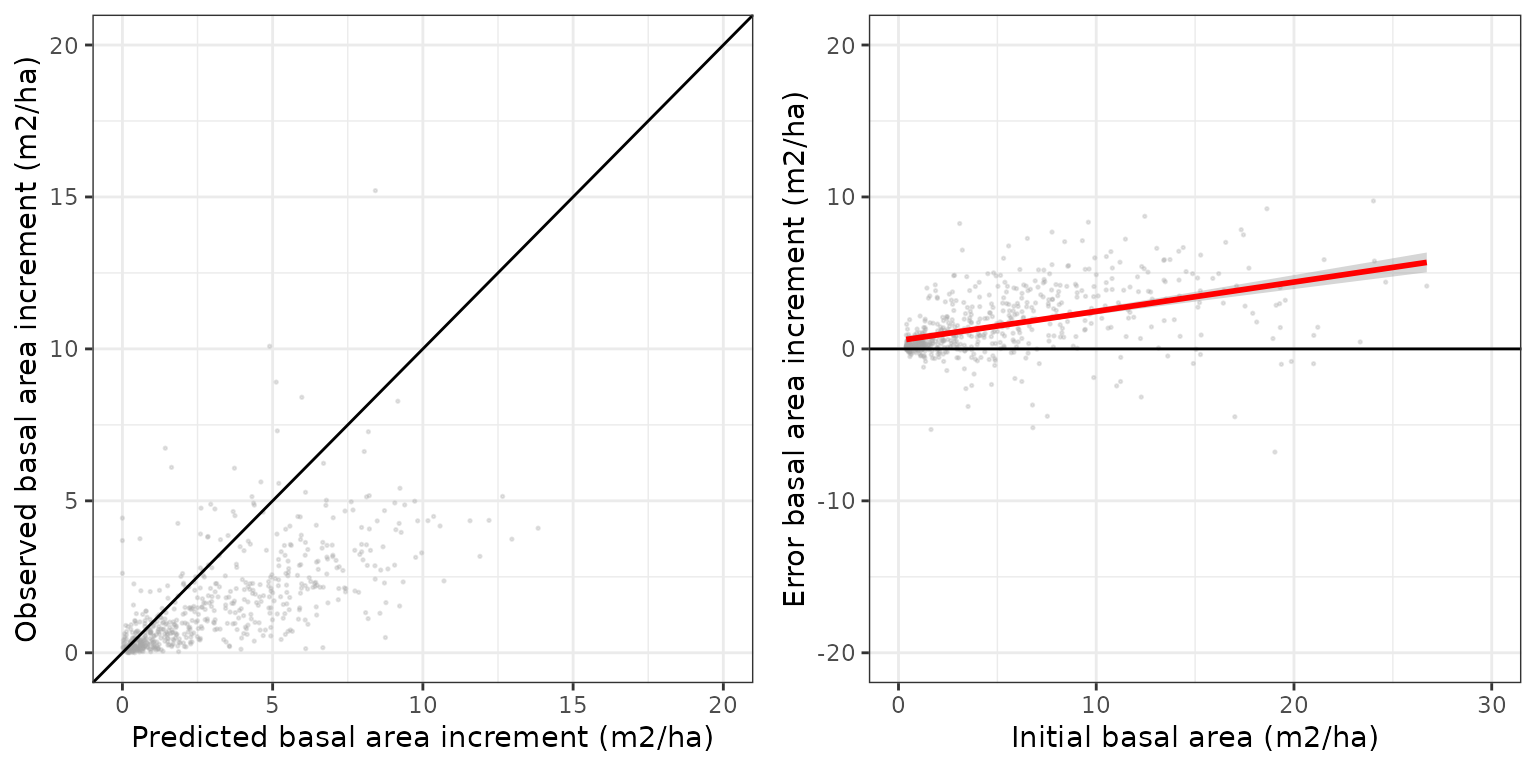 Observed basal area increment (m2/ha)
20
15
10
5
0
0 5 10 15 20
Predicted basal area increment (m2/ha)
Error basal area increment (m2/ha)
20
10
0
-10
-20
0 10 20 30
Initial basal area (m2/ha)